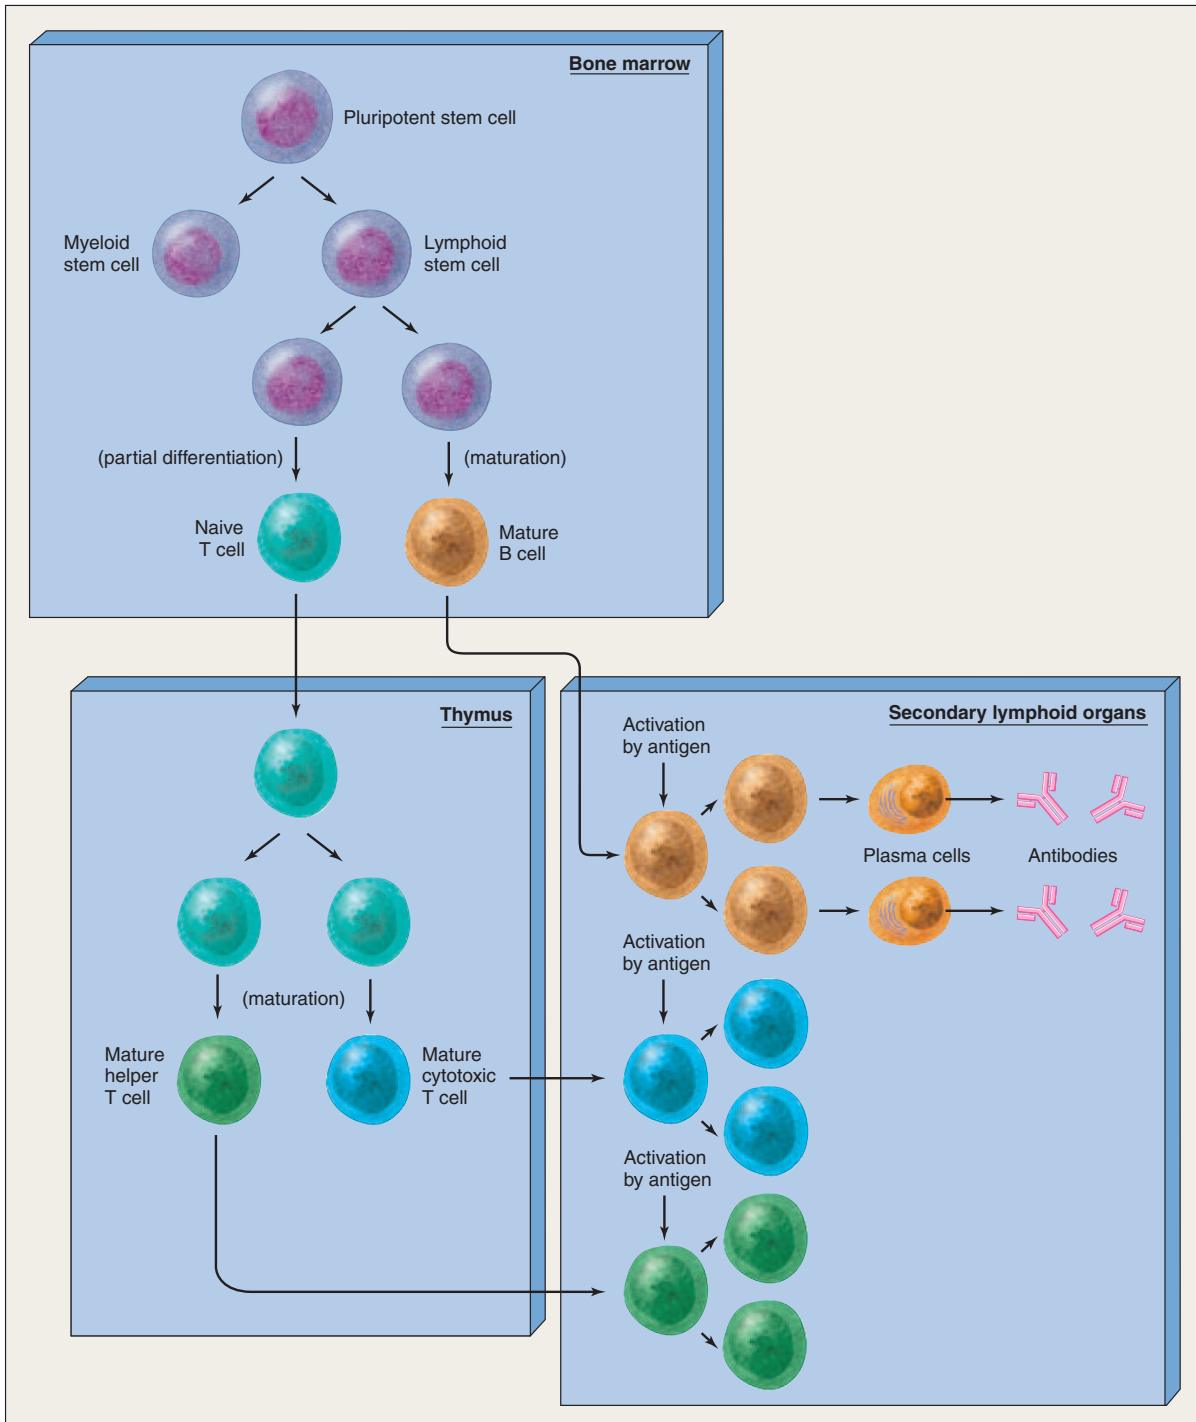 Bone marrow
Pluripotent stem cell
Myeloid
stem cell
Lymphoid
stem cell
(partial differentiation)
(maturation)
Naive
T cell
Mature
B cell
Thymus
(maturation)
Mature
helper
T cell
Mature
cytotoxic
T cell
Secondary lymphoid organs
Activation
by antigen
Plasma cells
Antibodies
Activation
by antigen
Activation
by antigen